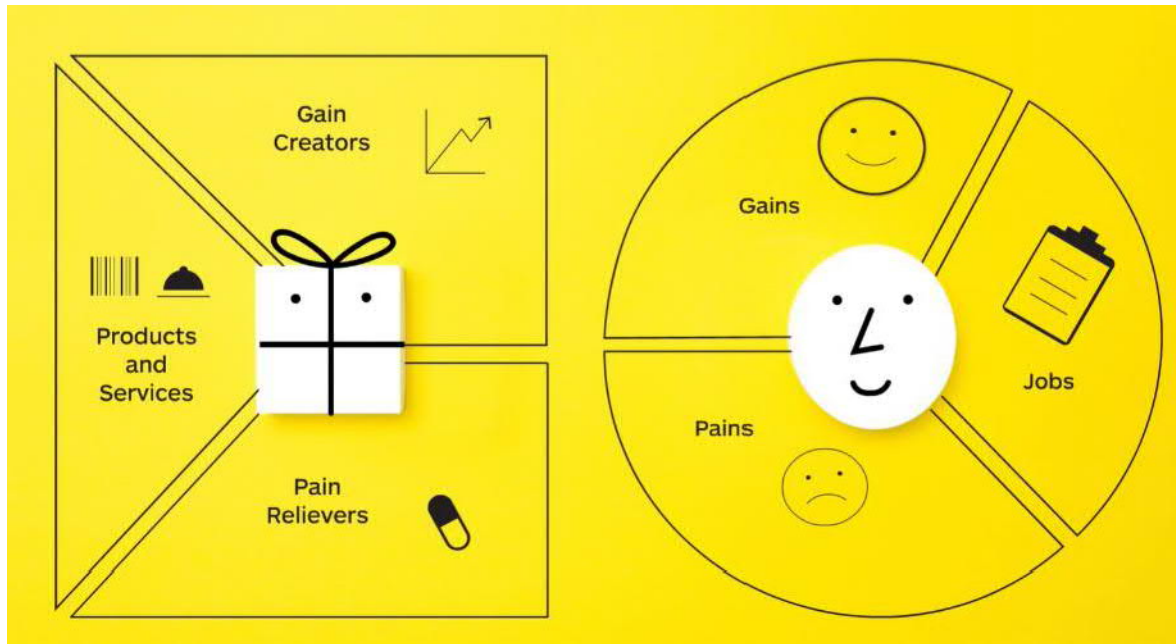 Gain
Creators
Products
and
Services
Pain
Relievers
Gains
Jobs
Pains